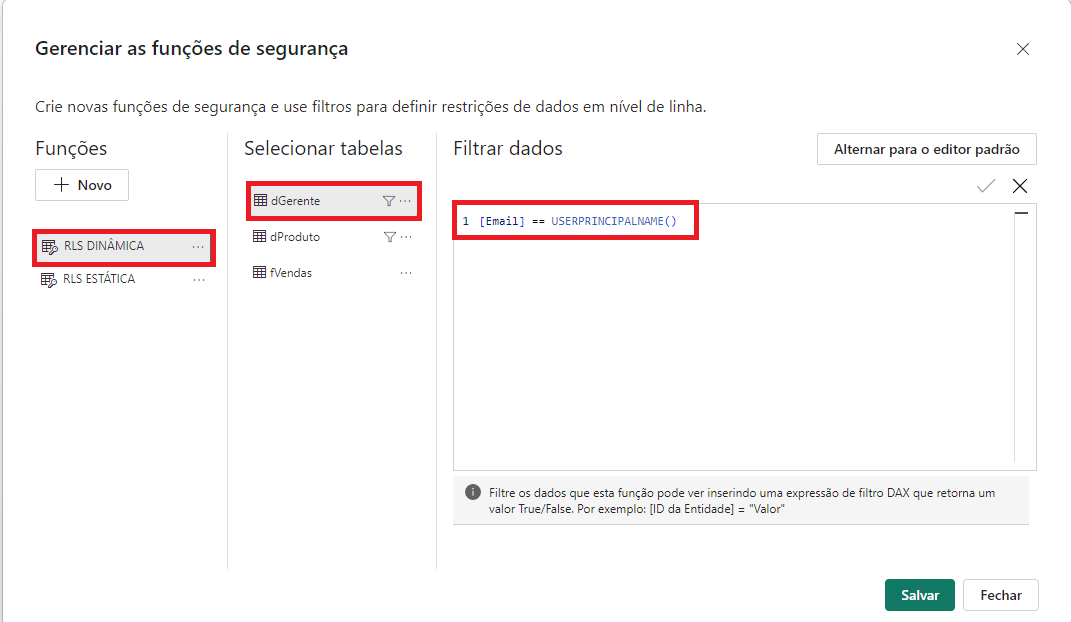 Gerenciar as funções de segurança
Crie novas funções de segurança e use filtros para definir restrições de dados em nível de linha.
Funções
Novo
RLS DINÂMICA
RLS ESTÁTICA
Selecionar tabelas
dGerente
dProduto
fVendas
Filtrar dados
Alternar para o editor padrão
1 [Email] == USERPRINCIPALNAME()
Filtre os dados que esta função pode ver inserindo uma expressão de filtro DAX que retorna um
valor True/False. Por exemplo: [ID da Entidade] = "Valor"
Salvar
Fechar